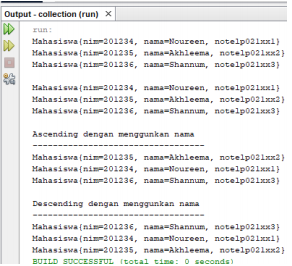 Output - collection (run) ×
run:
Mahasiswa{nim=201234, nama=Noureen, notelp021xx1}
Mahasiswa{nim=201235, nama=Akhleema, notelp021xx2}
Mahasiswa{nim=201236, nama=Shannum, notelp021xx3}
Mahasiswa{nim=201234, nama=Noureen, notelp021xx1}
Mahasiswa{nim=201235, nama=Akhleema, notelp021xx2}
Mahasiswa{nim=201236, nama=Shannum, notelp021xx3}
Ascending dengan menggunkan nama
-----------------------------------
Mahasiswa{nim=201235, nama=Akhleema, notelp021xx2}
Mahasiswa{nim=201234, nama=Noureen, notelp021xx1}
Mahasiswa{nim=201236, nama=Shannum, notelp021xx3}
Descending dengan menggunkan nama
-----------------------------------
Mahasiswa{nim=201236, nama=Shannum, notelp021xx3}
Mahasiswa{nim=201234, nama=Noureen, notelp021xx1}
Mahasiswa{nim=201235, nama=Akhleema, notelp021xx2}
BUILD SUCCESSFUL (total time: 0 seconds)